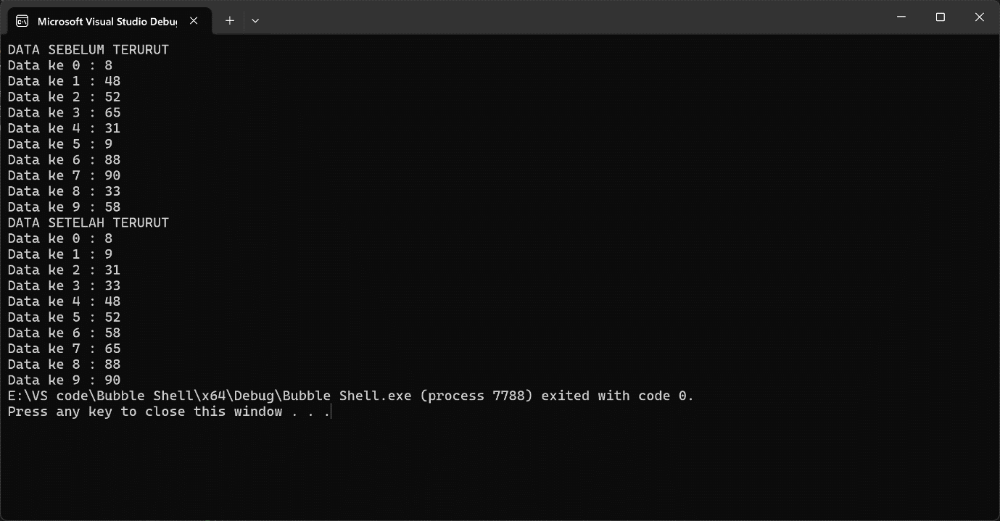 Microsoft Visual Studio Debu
DATA SEBELUM TERURUT
Data ke 0 : 8
Data ke 1 : 48
Data ke 2 : 52
Data ke 3 : 65
Data ke 4 : 31
Data ke 5 : 9
Data ke 6 : 88
Data ke 7 : 90
Data ke 8 : 33
Data ke 9 : 58
DATA SETELAH TERURUT
Data ke 0 : 8
Data ke 1 : 9
Data ke 2 : 31
Data ke 3 : 33
Data ke 4 : 48
Data ke 5 : 52
Data ke 6 : 58
Data ke 7 : 65
Data ke 8 : 88
Data ke 9 : 90
E:\VS code\Bubble Shell\x64\Debug\Bubble Shell.exe (process 7788) exited with code 0.
Press any key to close this window . . .